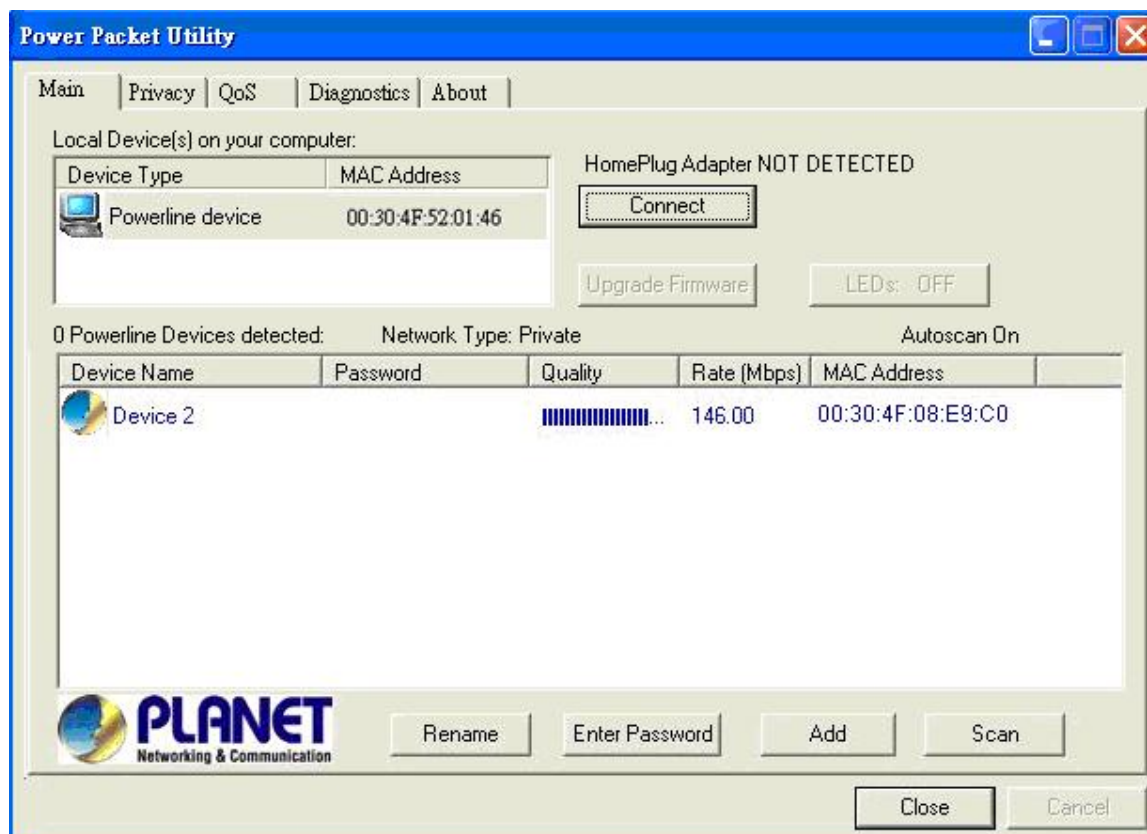 Power Packet Utility
Main Privacy QoS Diagnostics About
Local Device(s) on your computer:
Device Type MAC Address
Powerline device 00:30:4F:52:01:46
HomePlug Adapter NOT DETECTED
Connect
Upgrade Firmware LEDs: OFF
0 Powerline Devices detected: Network Type: Private Autoscan On
Device Name Password Quality Rate (Mbps) MAC Address
Device 2 ... 146.00 00:30:4F:08:E9:C0
PLANET
Networking & Communication
Rename Enter Password Add Scan
Close Cancel